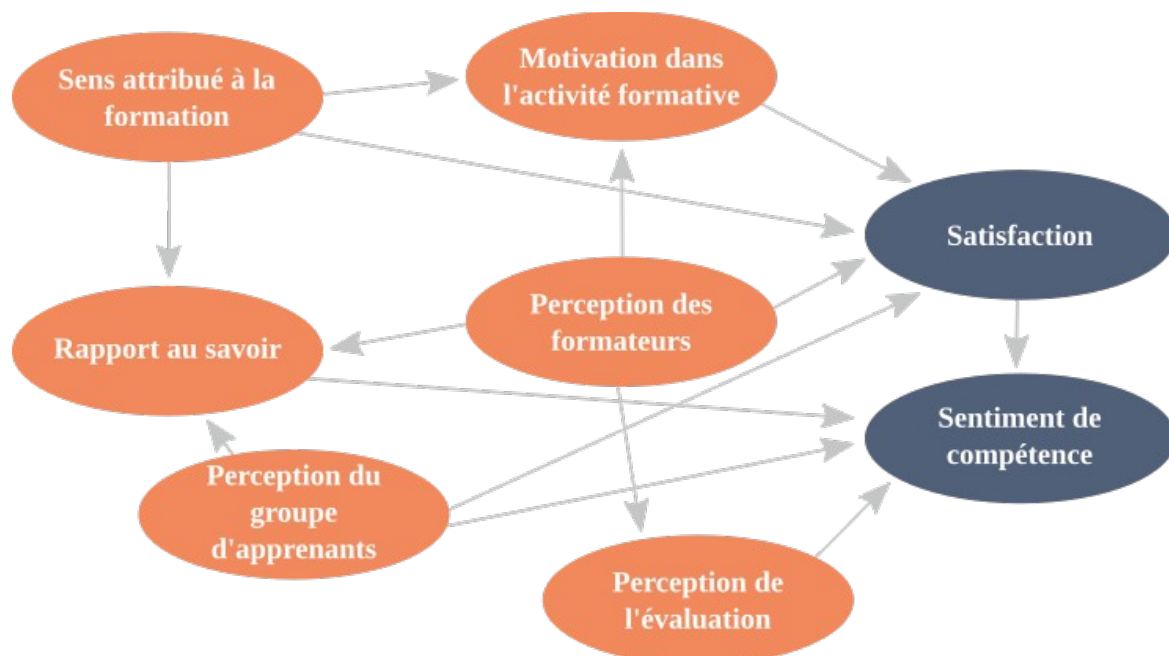 Sens attribué à la
formation
Motivation dans
l'activité formative
Satisfaction
Perception des
formateurs
Rapport au savoir
Sentiment de
compétence
Perception du
groupe
d'apprenants
Perception de
l'évaluation